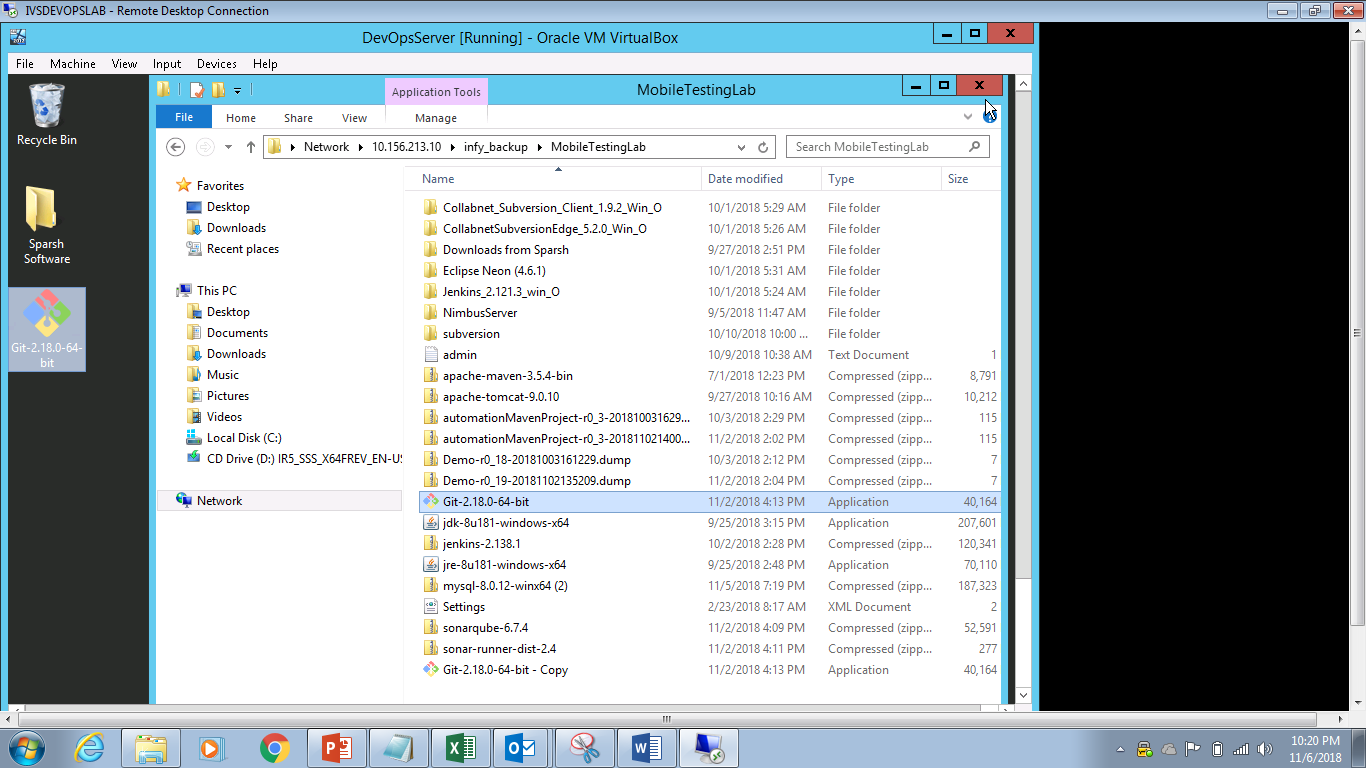 IVSDEVOPSLAB - Remote Desktop Connection
DevOpsServer [Running] - Oracle VM VirtualBox
File Machine View Input Devices Help
Recycle Bin
Sparsh
Software
Git-2.18.0-64-
bit
Application Tools
MobileTestingLab
File Home Share View Manage
Network 10.156.213.10 infy_backup MobileTestingLab
Search MobileTestingLab
Favorites
Desktop
Downloads
Recent places
This PC
Desktop
Documents
Downloads
Music
Pictures
Videos
Local Disk (C:)
CD Drive (D:) IR5_SSS_X64FREV_EN-US
Network
Name Date modified Type Size
Collabnet_Subversion_Client_1.9.2_Win_O 10/1/2018 5:29 AM File folder
CollabnetSubversionEdge_5.2.0_Win_O 10/1/2018 5:26 AM File folder
Downloads from Sparsh 9/27/2018 2:51 PM File folder
Eclipse Neon (4.6.1) 10/1/2018 5:31 AM File folder
Jenkins_2.121.3_win_O 10/1/2018 5:24 AM File folder
NimbusServer 9/5/2018 11:47 AM File folder
subversion 10/10/2018 10:00 ... File folder
admin 10/9/2018 10:38 AM Text Document 1
apache-maven-3.5.4-bin 7/1/2018 12:23 PM Compressed (zipp... 8,791
apache-tomcat-9.0.10 9/27/2018 10:16 AM Compressed (zipp... 10,212
automationMavenProject-r0_3-201810031629... 10/3/2018 2:29 PM Compressed (zipp... 115
automationMavenProject-r0_3-201811021400... 11/2/2018 2:02 PM Compressed (zipp... 115
Demo-r0_18-20181003161229.dump 10/3/2018 2:12 PM Compressed (zipp... 7
Demo-r0_19-20181102135209.dump 11/2/2018 2:04 PM Compressed (zipp... 7
Git-2.18.0-64-bit 11/2/2018 4:13 PM Application 40,164
jdk-8u181-windows-x64 9/25/2018 3:15 PM Application 207,601
jenkins-2.138.1 10/2/2018 2:28 PM Compressed (zipp... 120,341
jre-8u181-windows-x64 9/25/2018 2:48 PM Application 70,110
mysql-8.0.12-winx64 (2) 11/5/2018 7:19 PM Compressed (zipp... 187,323
Settings 2/23/2018 8:17 AM XML Document 2
sonarqube-6.7.4 11/2/2018 4:09 PM Compressed (zipp... 52,591
sonar-runner-dist-2.4 11/2/2018 4:11 PM Compressed (zipp... 277
Git-2.18.0-64-bit - Copy 11/2/2018 4:13 PM Application 40,164
10:20 PM
11/6/2018